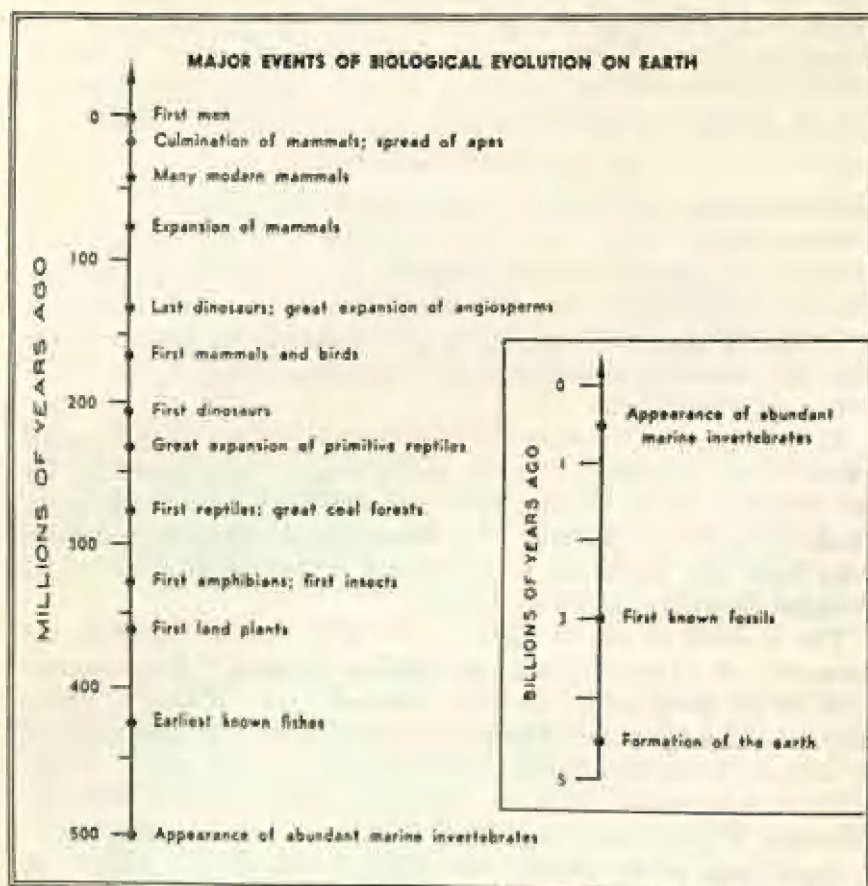 MAJOR EVENTS OF BIOLOGICAL EVOLUTION ON EARTH
MILLIONS OF YEARS AGO
0 First men
Culmination of mammals; spread of apes
Many modern mammals
Expansion of mammals
100
Last dinosaurs; great expansion of angiosperms
First mammals and birds
200
First dinosaurs
Great expansion of primitive reptiles
First reptiles; great coal forests
300
First amphibians; first insects
First land plants
400
Earliest known fishes
500 Appearance of abundant marine invertebrates
BILLIONS OF YEARS AGO
0
Appearance of abundant
marine invertebrates
1
3 First known fossils
Formation of the earth
5